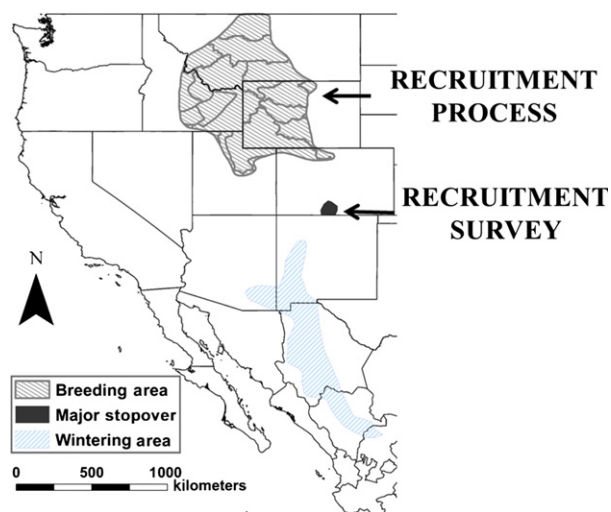 RECRUITMENT
PROCESS
RECRUITMENT
SURVEY
N
Breeding area
Major stopover
Wintering area
0 500 1000
kilometers